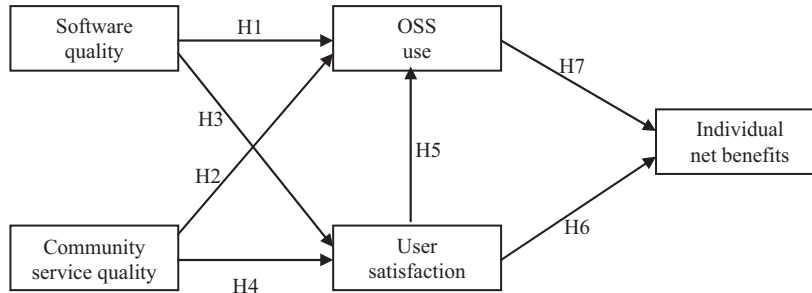 Software
quality
H1
OSS
use
H7
H3
Individual
net benefits
H2
H5
Community
service quality
H4
User
satisfaction
H6